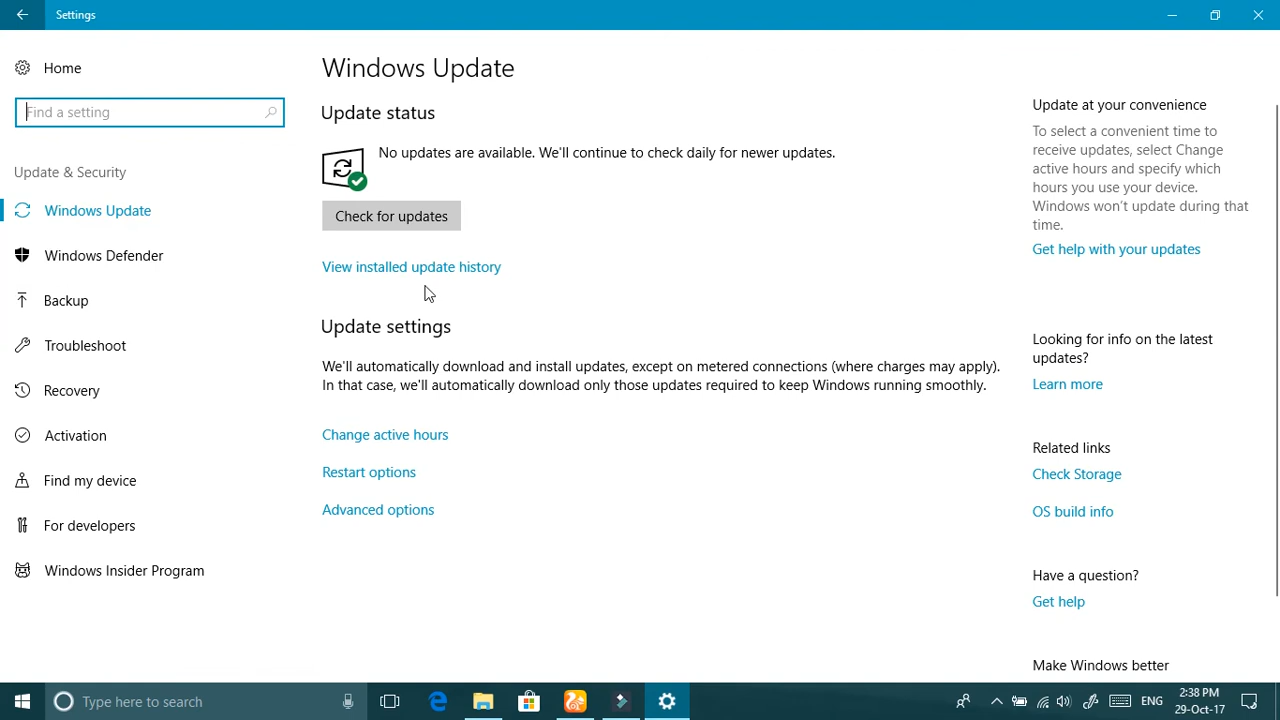 Settings
Home
Find a setting
Update & Security
Windows Update
Windows Defender
Backup
Troubleshoot
Recovery
Activation
Find my device
For developers
Windows Insider Program
Windows Update
Update status
No updates are available. We'll continue to check daily for newer updates.
Check for updates
View installed update history
Update settings
We'll automatically download and install updates, except on metered connections (where charges may apply).
In that case, we'll automatically download only those updates required to keep Windows running smoothly.
Change active hours
Restart options
Advanced options
Update at your convenience
To select a convenient time to
receive updates, select Change
active hours and specify which
hours you use your device.
Windows won't update during that
time.
Get help with your updates
Looking for info on the latest
updates?
Learn more
Related links
Check Storage
OS build info
Have a question?
Get help
Make Windows better
Type here to search
ENG
2:38 PM
29-Oct-17